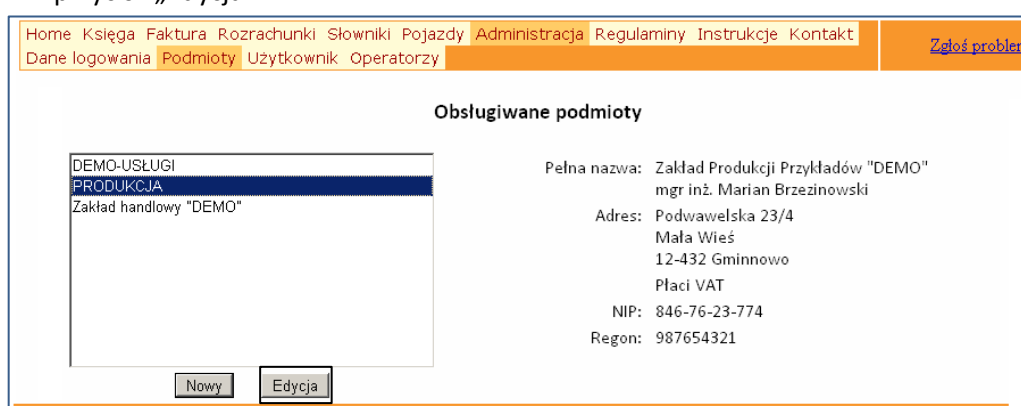 Home Księga Faktura Rozrachunki Słowniki Pojazdy Administracja Regulaminy Instrukcje Kontakt
Dane logowania Podmioty Użytkownik Operatorzy
Zgłoś problem
Obsługiwane podmioty
DEMO-USŁUGI
PRODUKCJA
Zakład handlowy "DEMO"
Pełna nazwa: Zakład Produkcji Przykładów "DEMO"
mgr inż. Marian Brzezinowski
Adres: Podwawelska 23/4
Mała Wieś
12-432 Gminnowo
Płaci VAT
NIP: 846-76-23-774
Regon: 987654321
Nowy Edycja